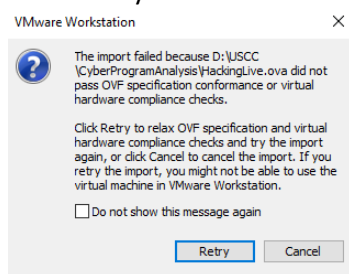 VMware Workstation
The import failed because D:\USCC
\CyberProgramAnalysis\HackingLive.ova did not
pass OVF specification conformance or virtual
hardware compliance checks.
Click Retry to relax OVF specification and virtual
hardware compliance checks and try the import
again, or click Cancel to cancel the import. If you
retry the import, you might not be able to use the
virtual machine in VMware Workstation.
Do not show this message again
Retry Cancel